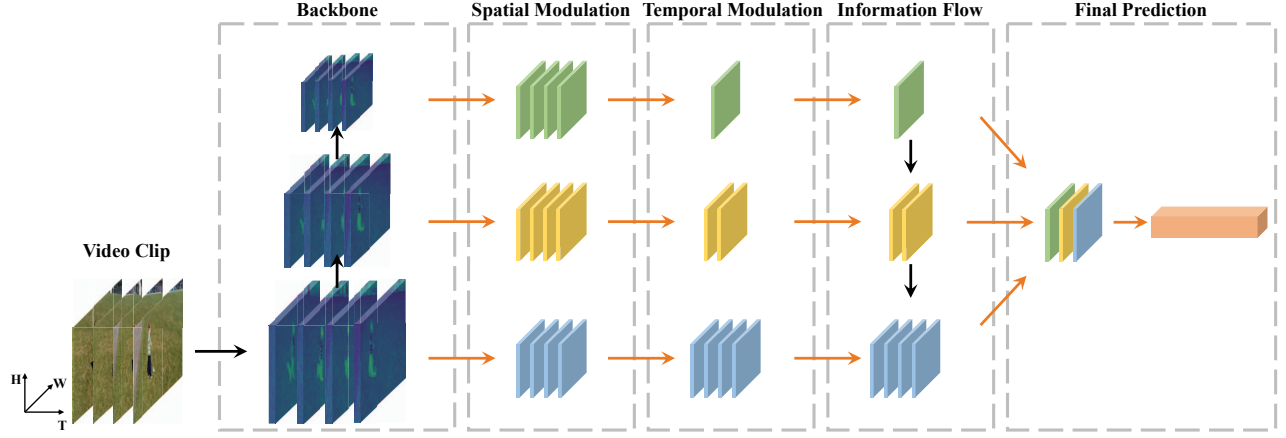 Backbone
Spatial Modulation
Temporal Modulation
Information Flow
Final Prediction
Video Clip
H
W
T